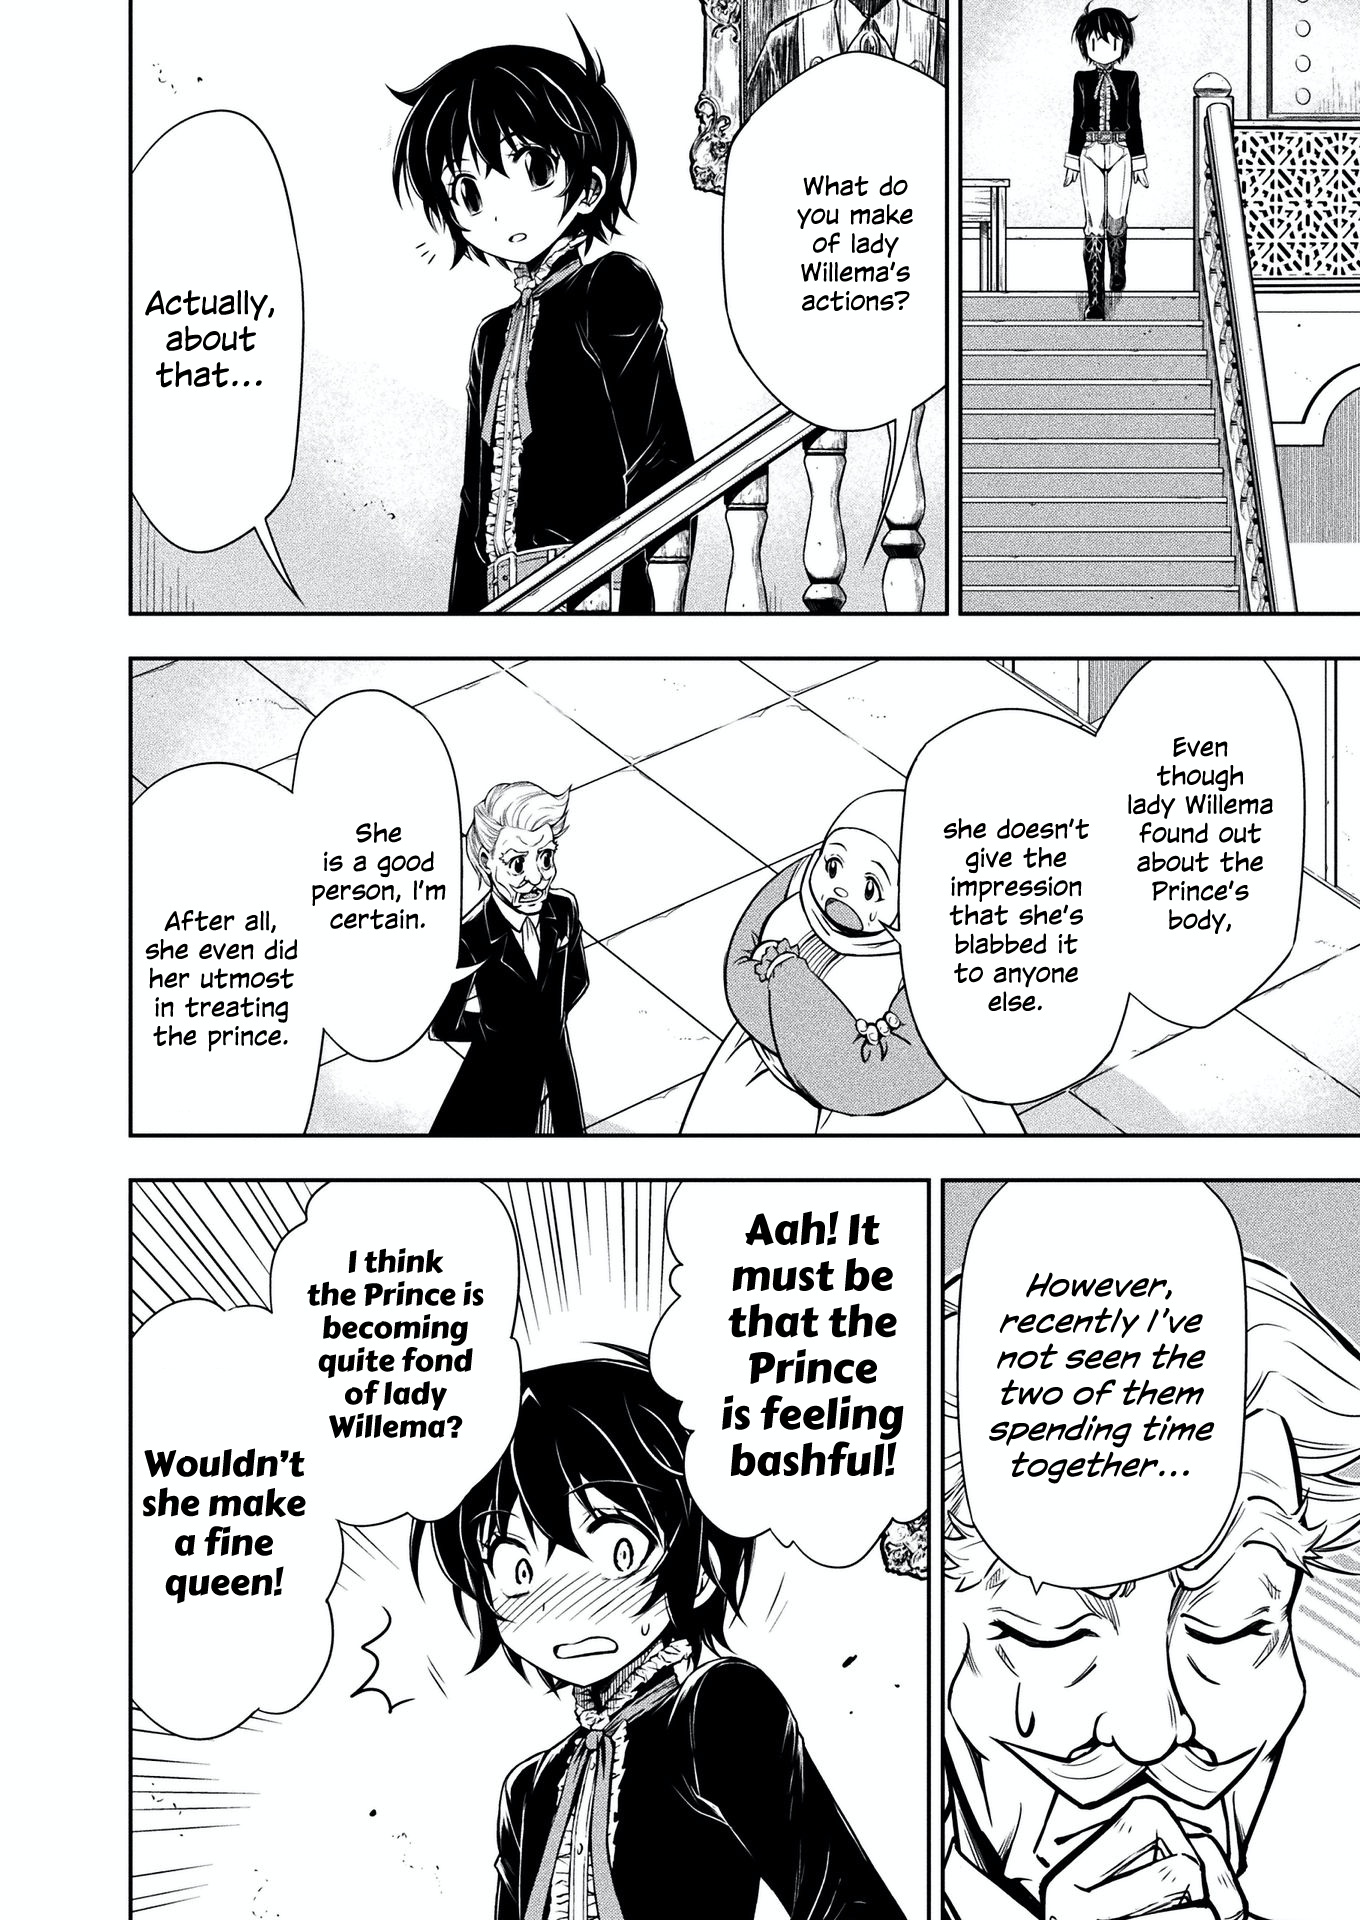 What do
you make
of lady
Willema's
actions?
Actually,
about
that...
Even
though
lady Willema
found out
about the
Prince's
body,
she doesn't
give the
impression
that she's
blabbed it
to anyone
else.
She
is a good
person, I'm
certain.
After all,
she even did
her utmost
in treating
the prince.
However,
recently I've
not seen the
two of them
spending time
together...
Aah! It
must be
that the
Prince
is feeling
bashful!
I think
the Prince is
becoming
quite fond
of lady
Willema?
Wouldn't
she make
a fine
queen!